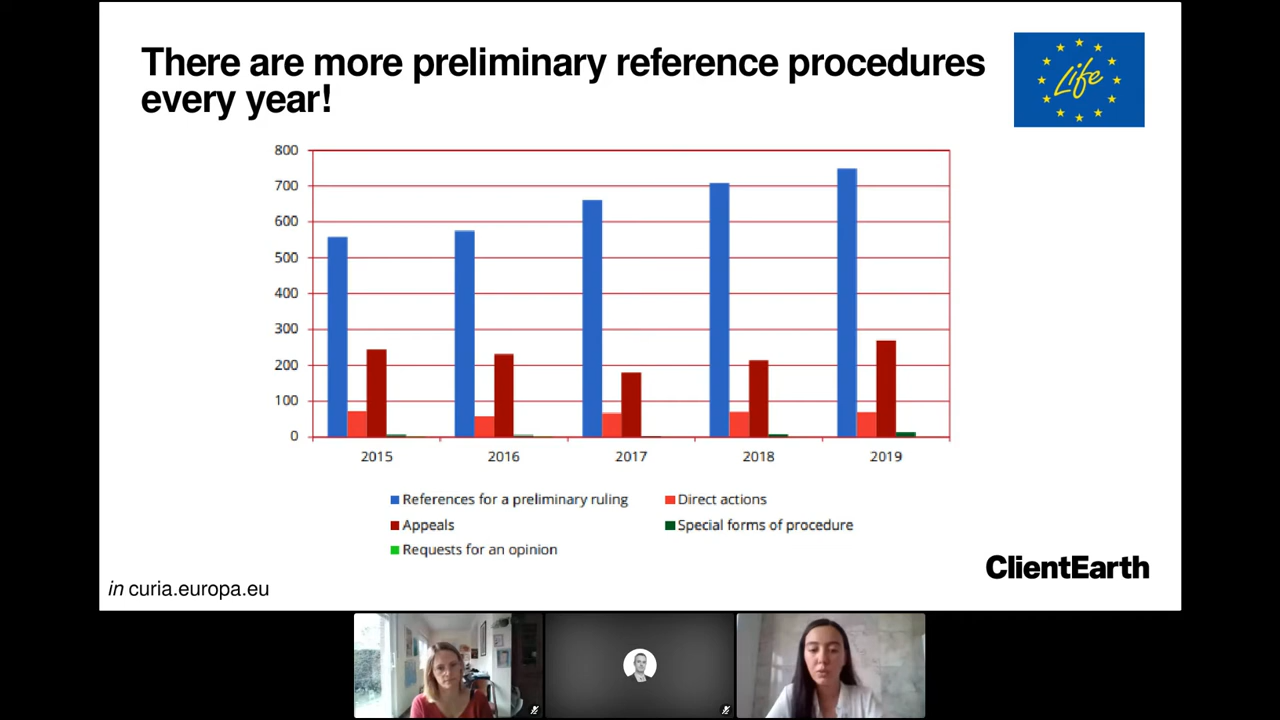 There are more preliminary reference procedures
every year!
Life
800
700
600
500
400
300
200
100
0
2015 2016 2017 2018 2019
References for a preliminary ruling Direct actions
Appeals Special forms of procedure
Requests for an opinion
ClientEarth
in curia.europa.eu